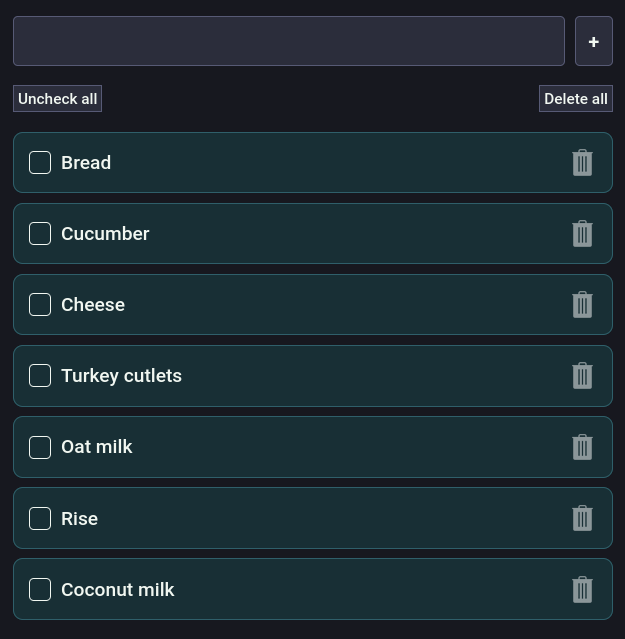 +
Uncheck all
Delete all
Bread
Cucumber
Cheese
Turkey cutlets
Oat milk
Rise
Coconut milk